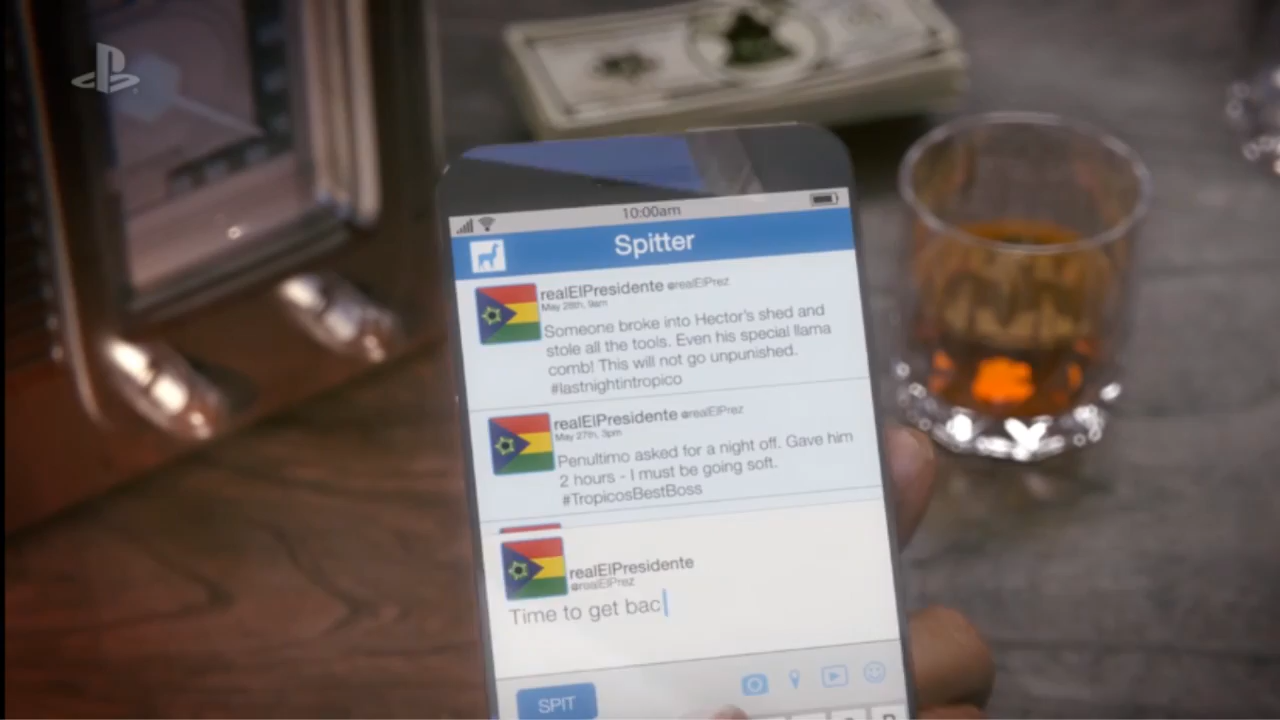 10:00am
Spitter
realElPresidente @realElPrez
May 28th, 9am
Someone broke into Hector's shed and
stole all the tools. Even his special llama
comb! This will not go unpunished.
#lastnightintropico
realElPresidente @realElPrez
May 27th, 3pm
Penultimo asked for a night off. Gave him
2 hours - I must be going soft.
#TropicosBestBoss
realElPresidente
@realElPrez
Time to get bac
SPIT